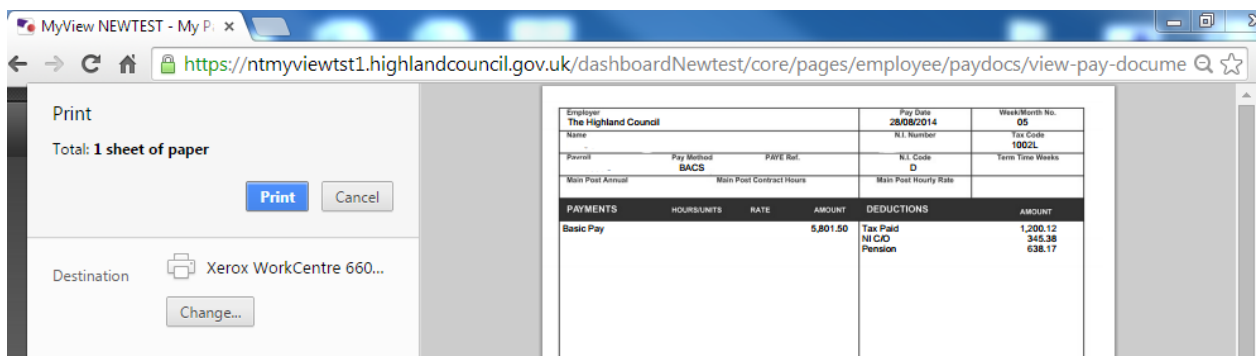 MyView NEWTEST - My P
https://ntmyviewtst1.highlandcouncil.gov.uk/dashboardNewtest/core/pages/employee/paydocs/view-pay-docume
Print
Total: 1 sheet of paper
Print Cancel
Destination Xerox WorkCentre 660...
Change...
Employer Pay Date Week/Month No.
The Highland Council 28/08/2014 05
Name N.I. Number Tax Code
1002L
Payroll Pay Method PAYE Ref. N.I. Code Term Time Weeks
BACS D
Main Post Annual Main Post Contract Hours Main Post Hourly Rate
PAYMENTS HOURS/UNITS RATE AMOUNT DEDUCTIONS AMOUNT
Basic Pay 5,801.50 Tax Paid 1,200.12
NI C/O 345.38
Pension 638.17